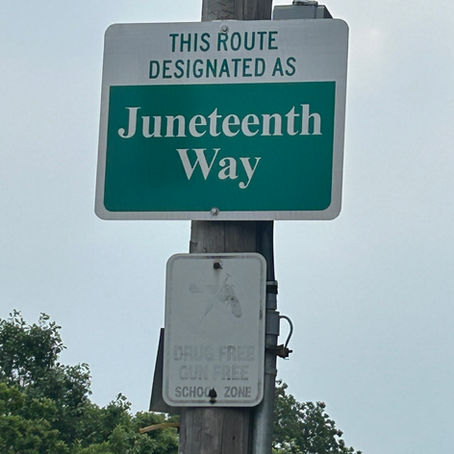 THIS ROUTE
DESIGNATED AS
Juneteenth
Way
DRUG FREE
GUN FREE
SCHOOL ZONE